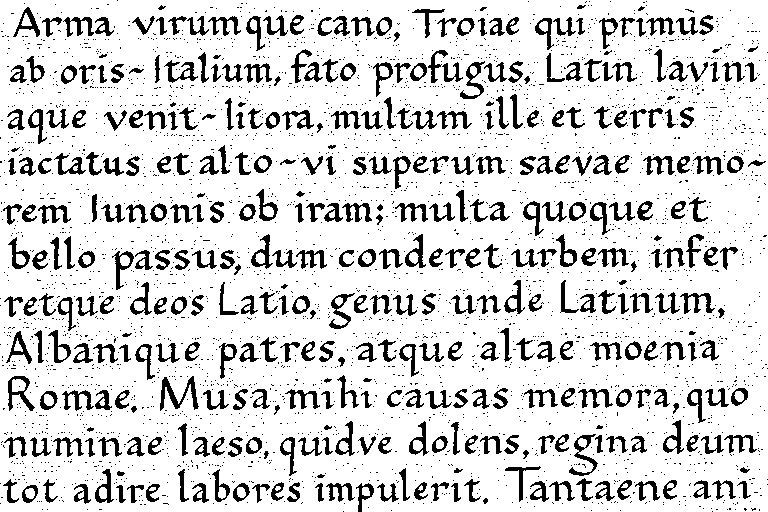 Arma virumque cano, Troiae qui primus
ab oris~ Italium, fato profugus, Latin lavini
aque venit~ litora, multum ille et terris
iactatus et alto ~ vi superum saevae memo~
rem Iunonis ob iram; multa quoque et
bello passus, dum conderet urbem, infer
retque deos Latio, genus unde Latinum,
Albanique patres, atque altae moenia
Romae. Musa, mihi causas memora, quo
numinae laeso, quidve dolens, regina deum
tot adire labores impulerit. Tantaene ani